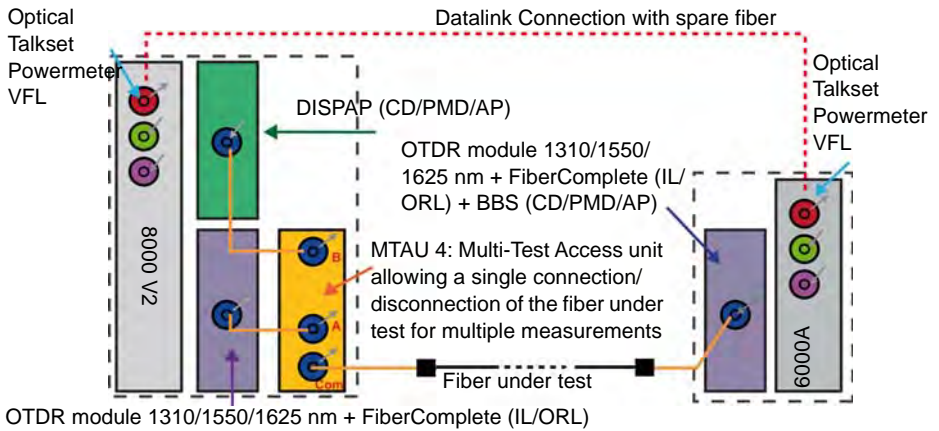 Optical
Talkset
Powermeter
VFL
Datalink Connection with spare fiber
Optical
Talkset
Powermeter
VFL
DISPAP (CD/PMD/AP)
OTDR module 1310/1550/
1625 nm + FiberComplete (IL/
ORL) + BBS (CD/PMD/AP)
8000 V2
B
MTAU 4: Multi-Test Access unit
allowing a single connection/
disconnection of the fiber under
test for multiple measurements
A
Com
6000A
Fiber under test
OTDR module 1310/1550/1625 nm + FiberComplete (IL/ORL)